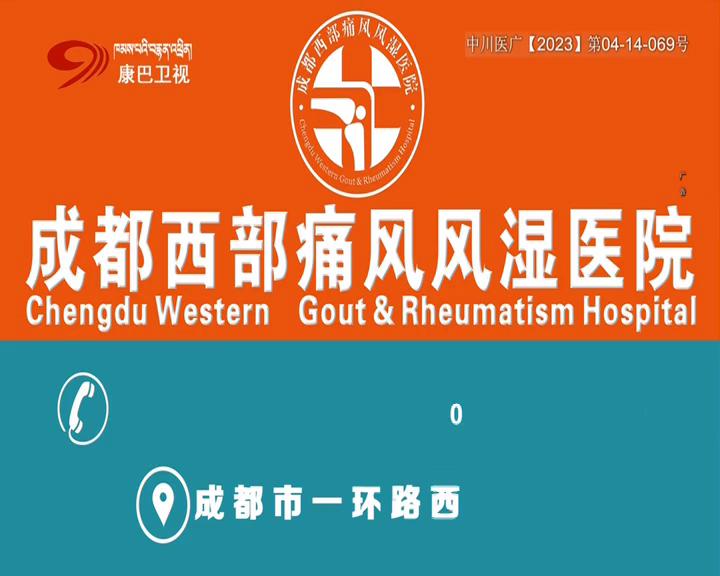 ཁམས་པའི་བརྙན་འཕྲིན།
康巴卫视
成都西部痛风风湿医院
Chengdu Western Gout & Rheumatism Hospital
中川医广【2023】第04-14-069号
广告
成都西部痛风风湿医院
Chengdu Western Gout & Rheumatism Hospital
0
成都市一环路西